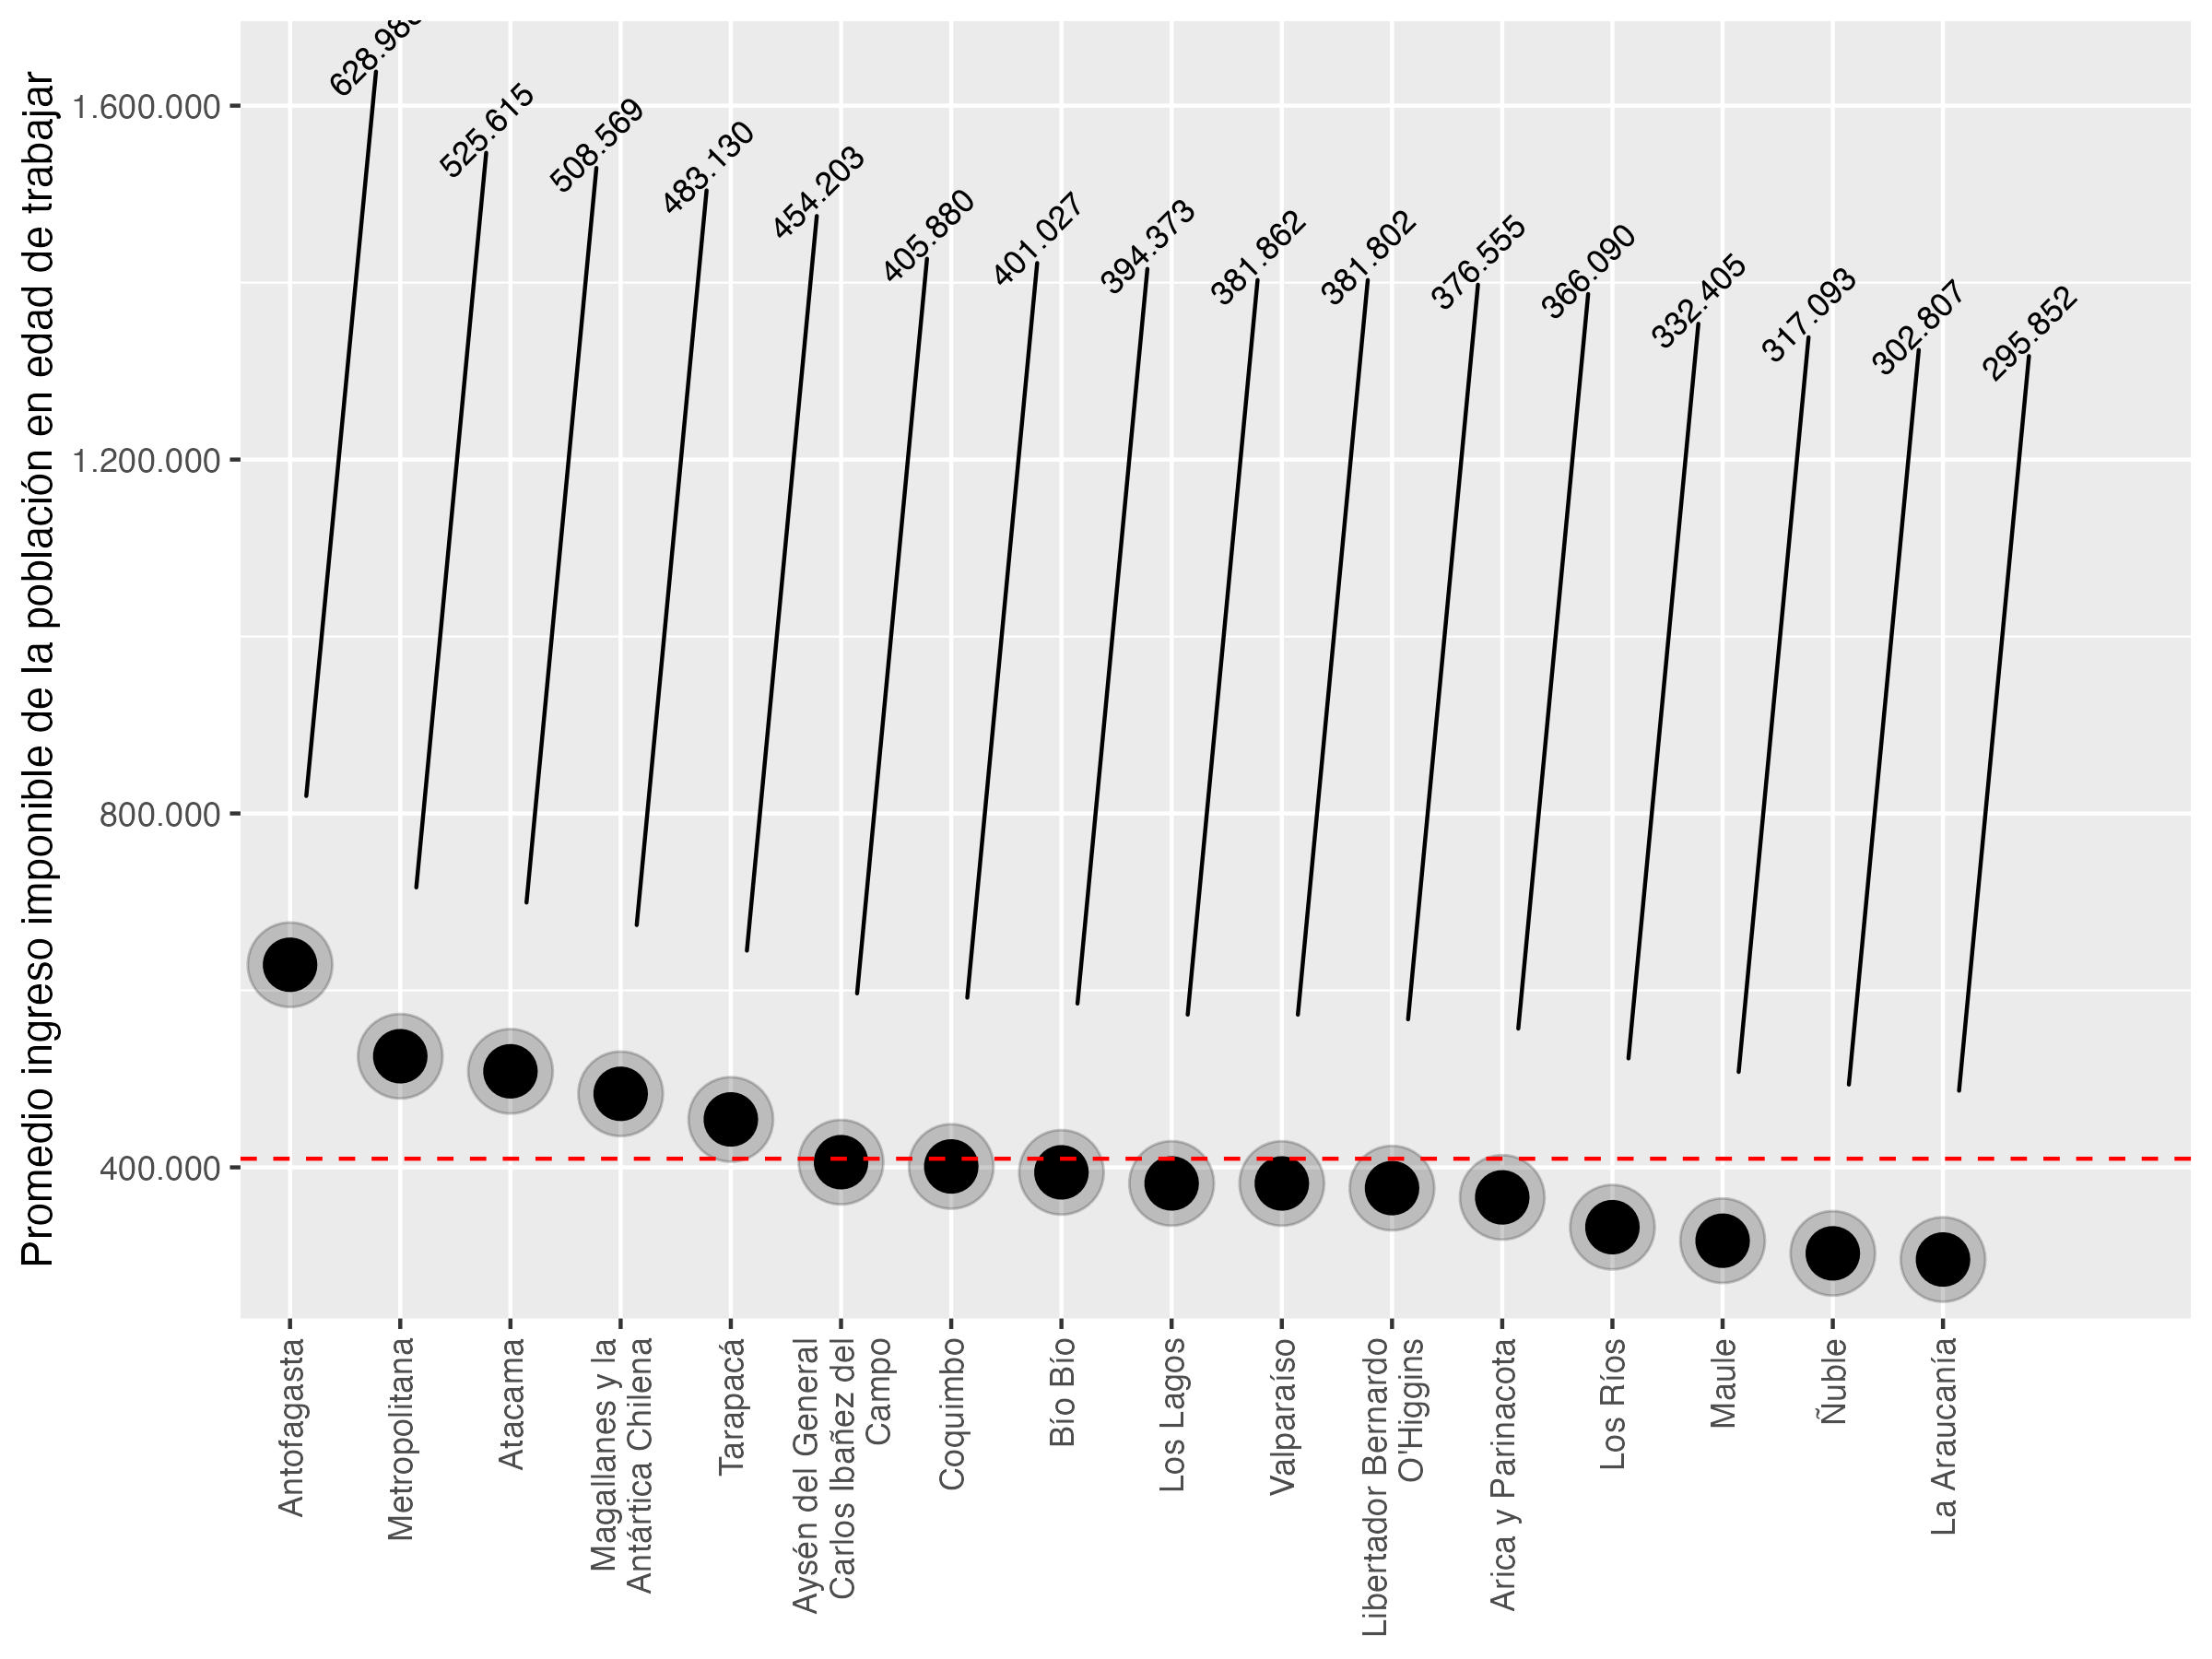 Promedio ingreso imponible de la población en edad de trabajar
1.600.000
1.200.000
800.000
400.000
525.615
508.569
483.130
454.203
405.880
401.027
394.373
381.862
381.802
376.555
366.090
332.405
317.093
302.807
295.852
Antofagasta
Metropolitana
Atacama
Magallanes y la
Antártica Chilena
Tarapacá
Aysén del General
Carlos Ibañez del
Campo
Coquimbo
Bío Bío
Los Lagos
Valparaíso
Libertador Bernardo
O'Higgins
Arica y Parinacota
Los Ríos
Maule
Ñuble
La Araucanía